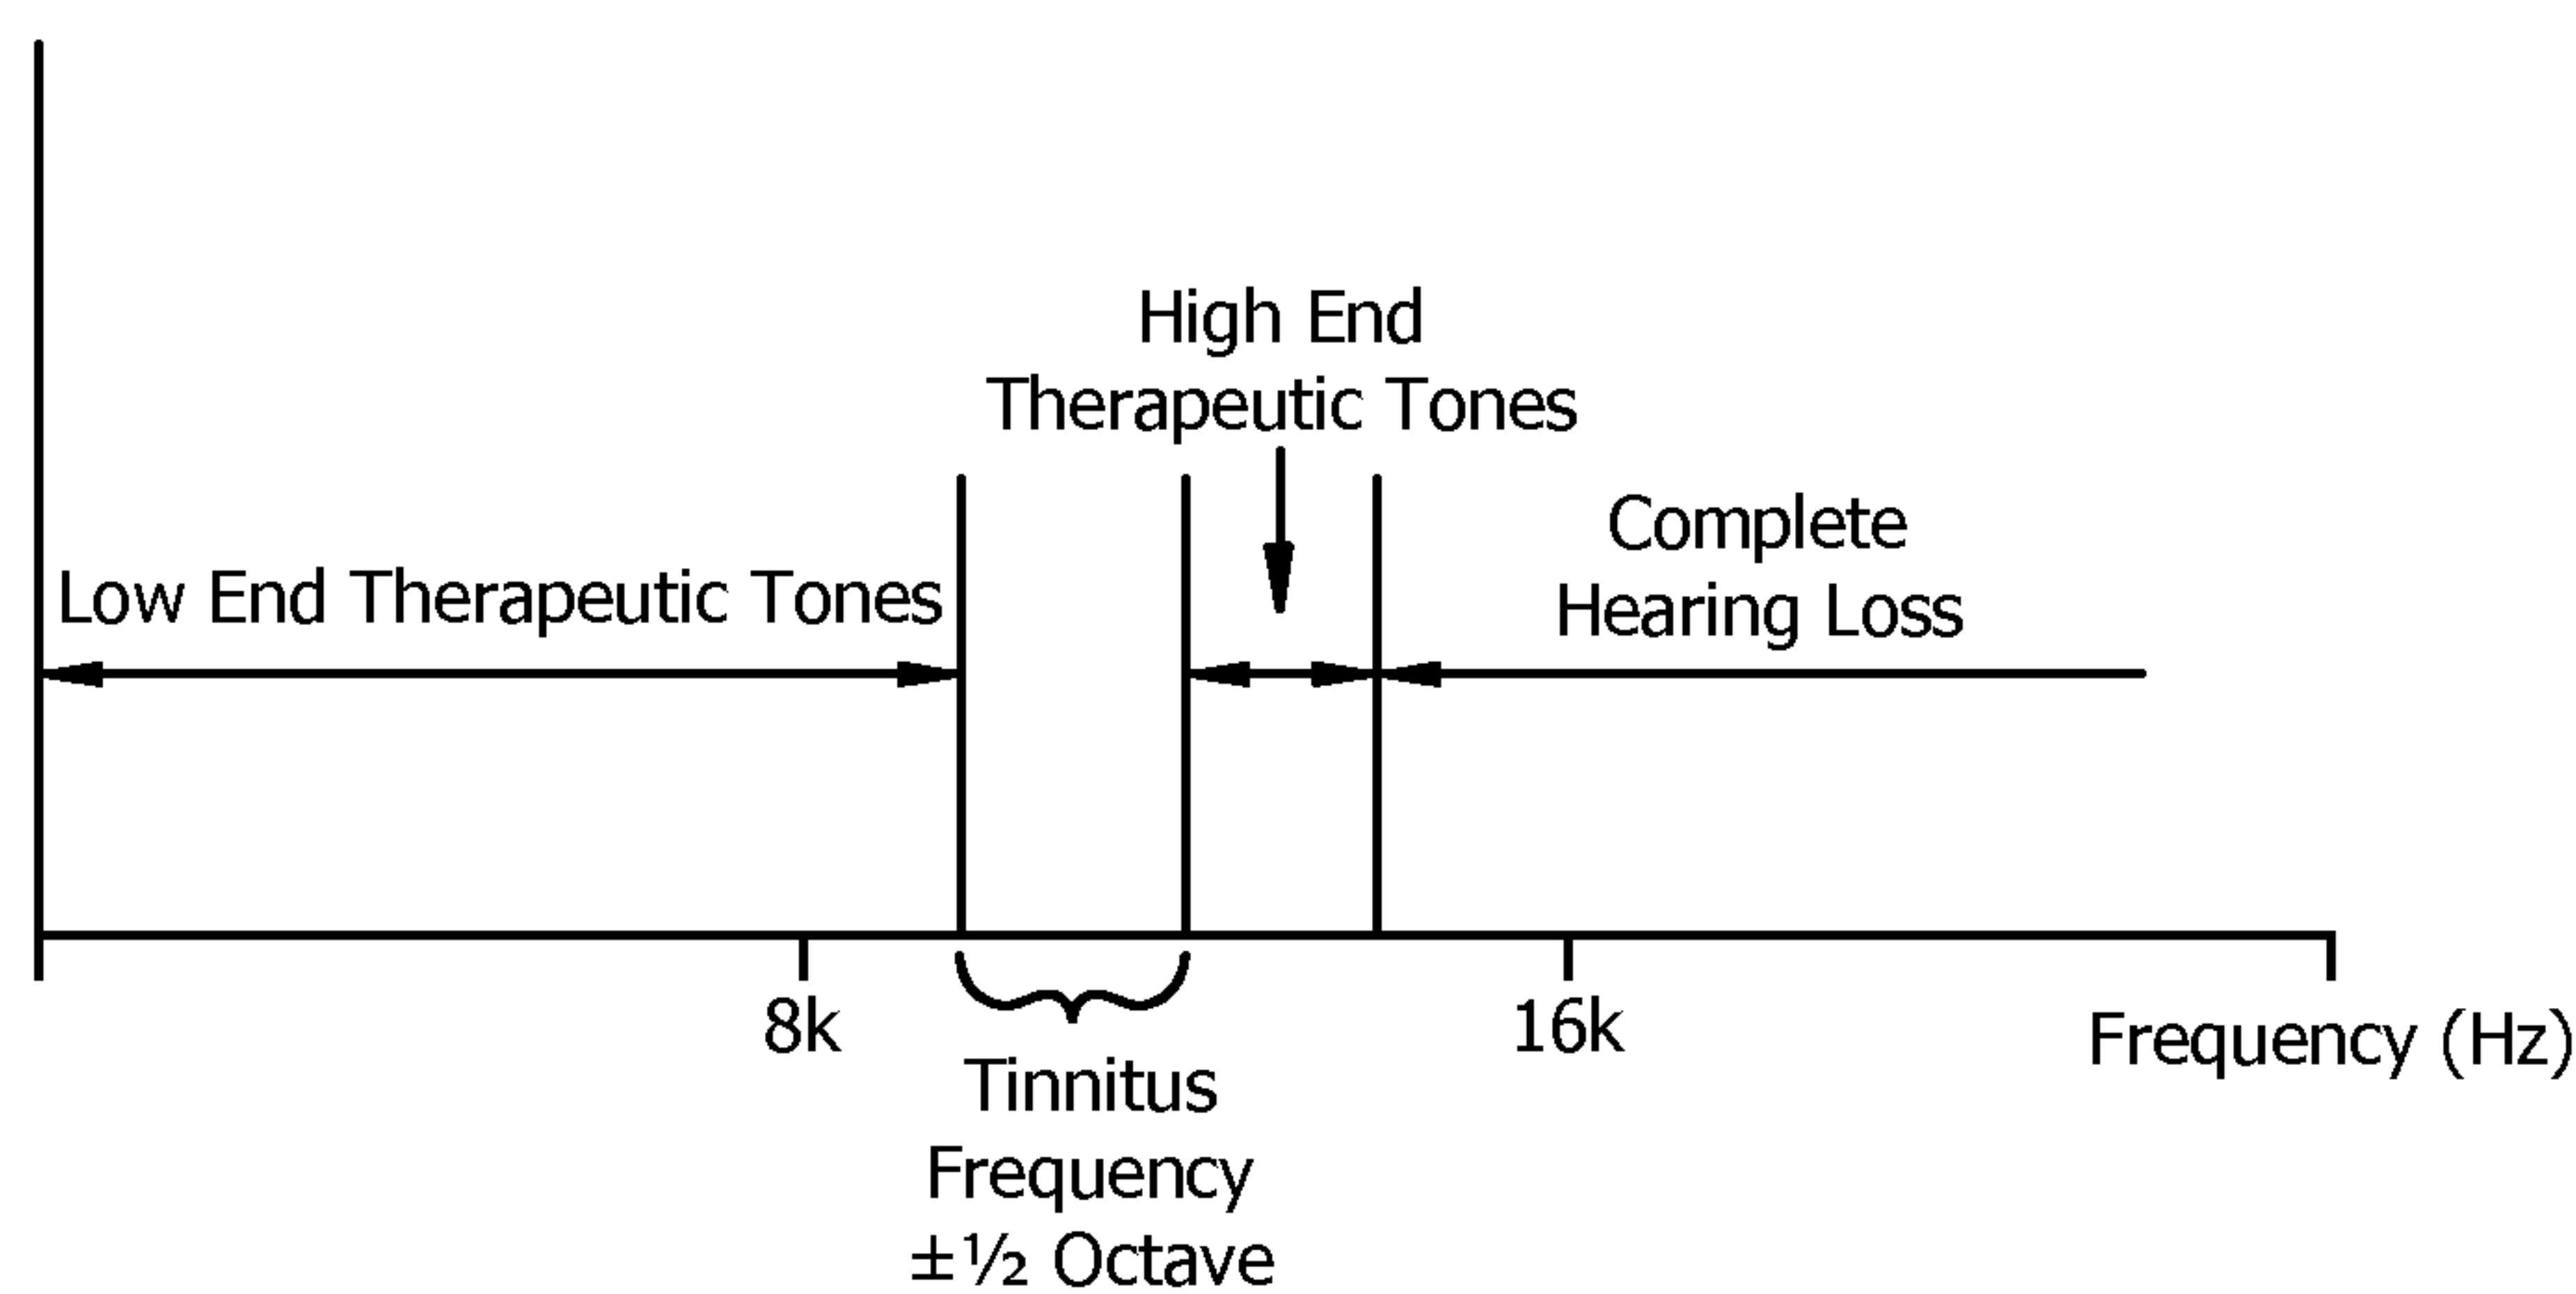 High End
Therapeutic Tones
Complete
Hearing Loss
Low End Therapeutic Tones
8k
16k
Frequency (Hz)
Tinnitus
Frequency
±½ Octave